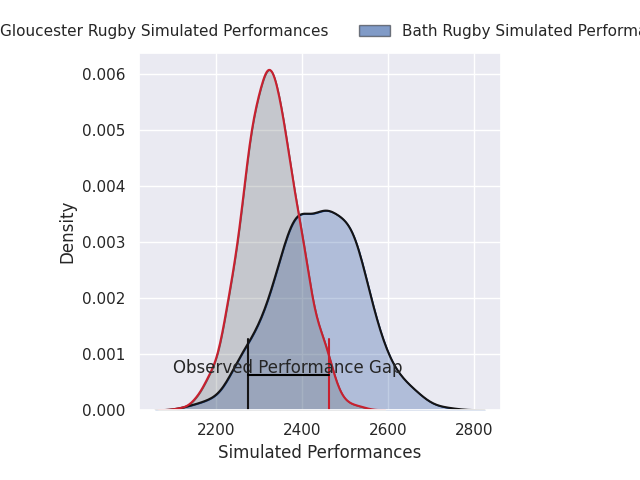 Gloucester Rugby Simulated Performances
Bath Rugby Simulated
0.006
0.005
0.004
0.003
0.002
0.001
0.000
Density
Observed Performance Gap
2200
2400
2600
2800
Simulated Performances